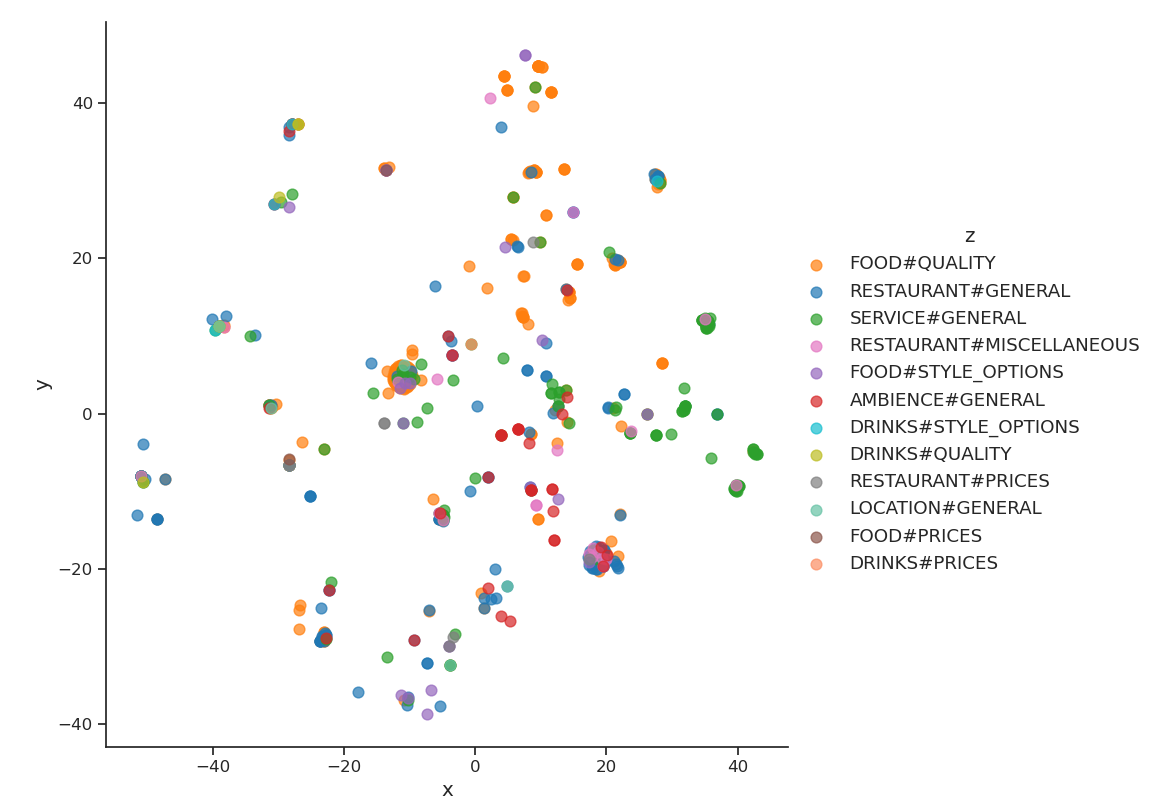 40
20
0
−20
−40
y
−40
−20
0
20
40
x
z
FOOD#QUALITY
RESTAURANT#GENERAL
SERVICE#GENERAL
RESTAURANT#MISCELLANEOUS
FOOD#STYLE_OPTIONS
AMBIENCE#GENERAL
DRINKS#STYLE_OPTIONS
DRINKS#QUALITY
RESTAURANT#PRICES
LOCATION#GENERAL
FOOD#PRICES
DRINKS#PRICES